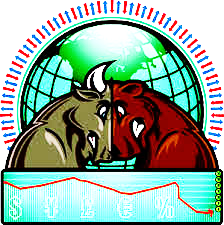 $ ¥ £ € %